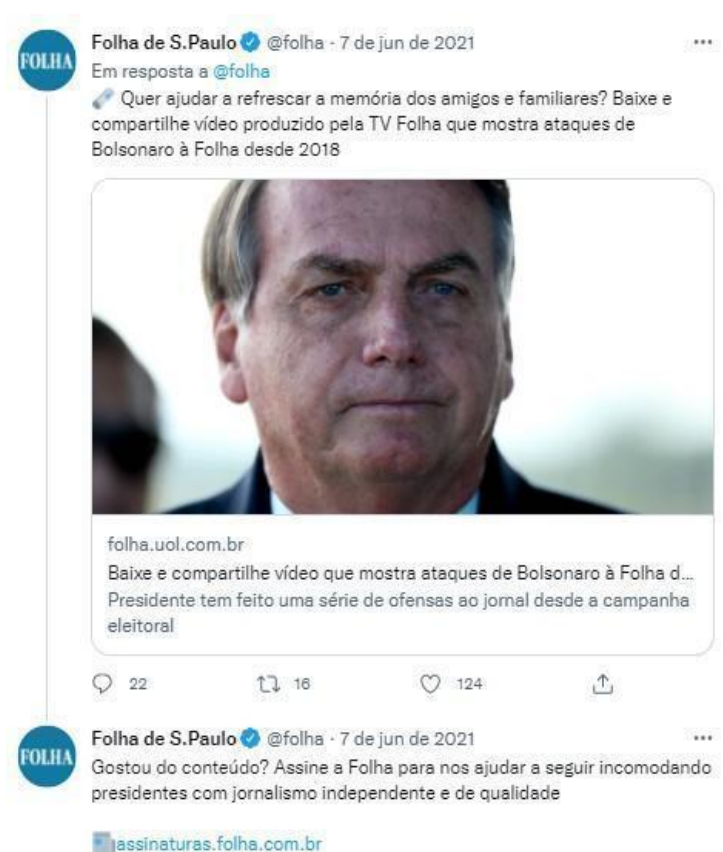 FOLHA
Folha de S.Paulo @folha · 7 de jun de 2021
Em resposta a @folha
Quer ajudar a refrescar a memória dos amigos e familiares? Baixe e
compartilhe vídeo produzido pela TV Folha que mostra ataques de
Bolsonaro à Folha desde 2018
folha.uol.com.br
Baixe e compartilhe vídeo que mostra ataques de Bolsonaro à Folha d...
Presidente tem feito uma série de ofensas ao jornal desde a campanha
eleitoral
22 16 124
FOLHA
Folha de S.Paulo @folha · 7 de jun de 2021
Gostou do conteúdo? Assine a Folha para nos ajudar a seguir incomodando
presidentes com jornalismo independente e de qualidade
assinaturas.folha.com.br